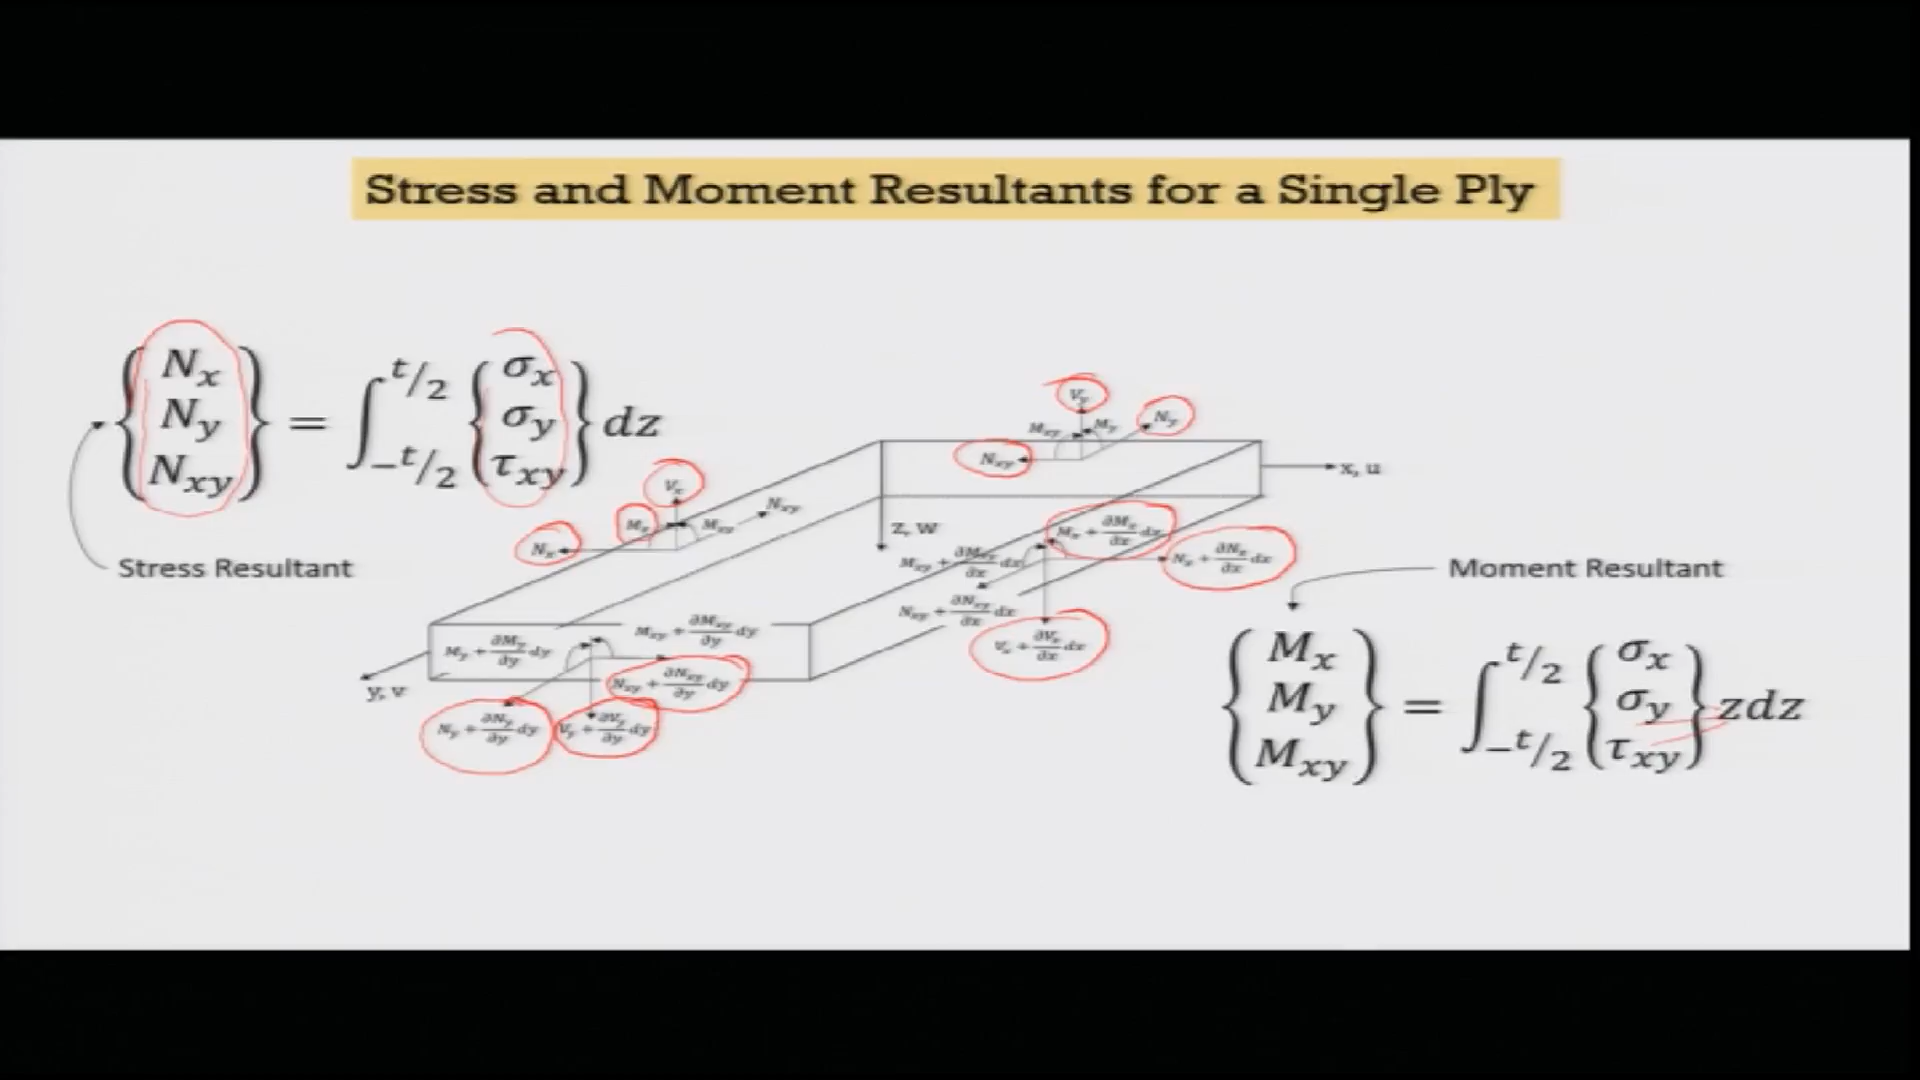 Stress and Moment Resultants for a Single Ply
{ N_x N_y N_xy } = ∫_{-t/2}^{t/2} { σ_x σ_y τ_xy } dz
Stress Resultant
V_y
M_xy M_y N_y
N_xy
x, u
V_x
M_x M_xy N_xy
N_x
z, w
M_x + ∂M_x/∂x dx
M_xy + ∂M_xy/∂x dx
N_x + ∂N_x/∂x dx
N_xy + ∂N_xy/∂x dx
V_x + ∂V_x/∂x dx
M_y + ∂M_y/∂y dy
M_xy + ∂M_xy/∂y dy
N_xy + ∂N_xy/∂y dy
y, v
N_y + ∂N_y/∂y dy
V_y + ∂V_y/∂y dy
Moment Resultant
{ M_x M_y M_xy } = ∫_{-t/2}^{t/2} { σ_x σ_y τ_xy } zdz